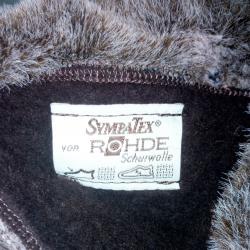 SYMPATEX®
von ROHDE
Schurwolle